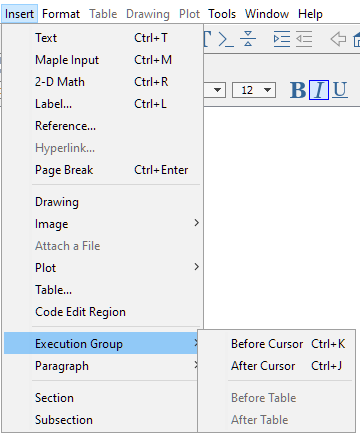 Insert Format Table Drawing Plot Tools Window Help
Text Ctrl+T
Maple Input Ctrl+M
2-D Math Ctrl+R
Label... Ctrl+L
Reference...
Hyperlink...
Page Break Ctrl+Enter
12 B I U
Drawing
Image
Attach a File
Plot
Table...
Code Edit Region
Execution Group
Before Cursor Ctrl+K
Paragraph
After Cursor Ctrl+J
Section
Before Table
Subsection
After Table